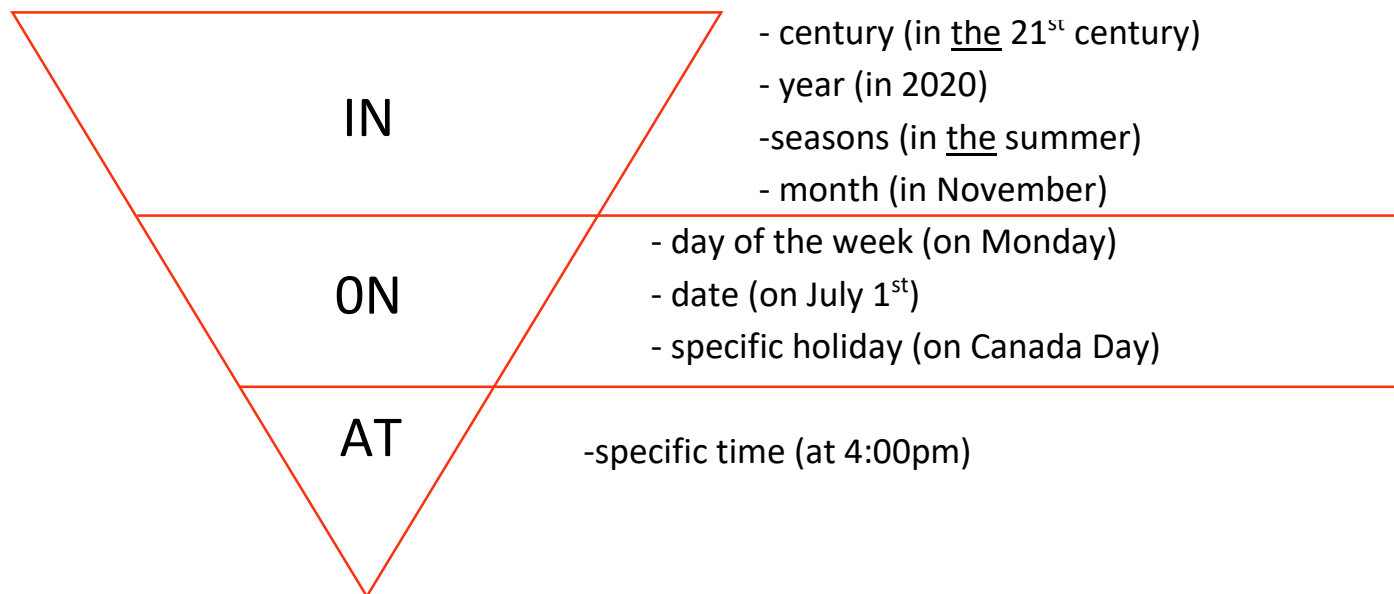 - century (in the 21st century)
- year (in 2020)
IN
-seasons (in the summer)
- month (in November)
- day of the week (on Monday)
0N
- date (on July 1st)
- specific holiday (on Canada Day)
AT
-specific time (at 4:00pm)